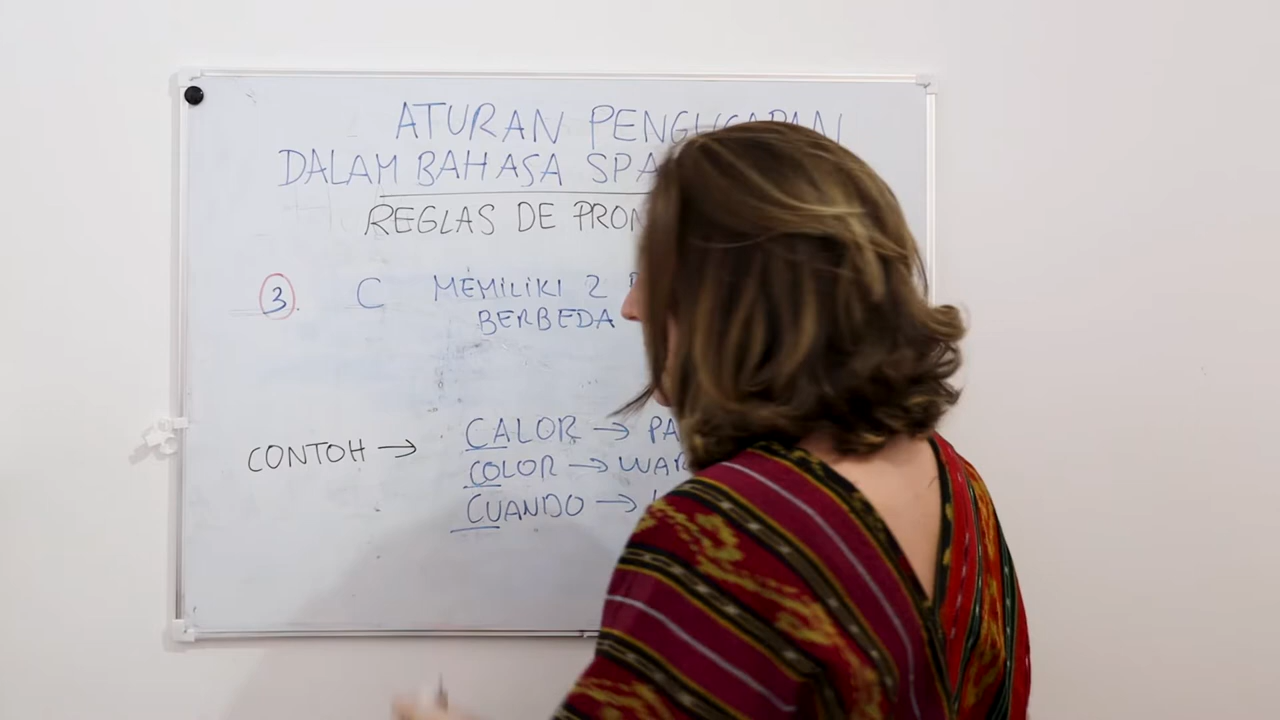 ATURAN PENGUCAPAN
DALAM BAHASA SPA
REGLAS DE PRON
3. C MEMILIKI 2
BERBEDA
CALOR → PA
CONTOH →
COLOR → WAR
CUANDO →